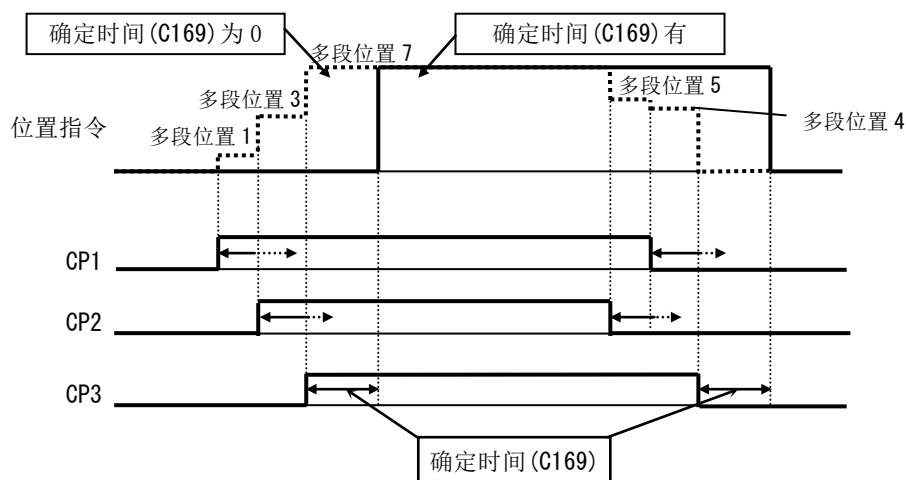 确定时间(C169)为0
确定时间(C169)有
多段位置7
多段位置5
多段位置3
多段位置4
位置指令
多段位置1
CP1
CP2
CP3
确定时间(C169)